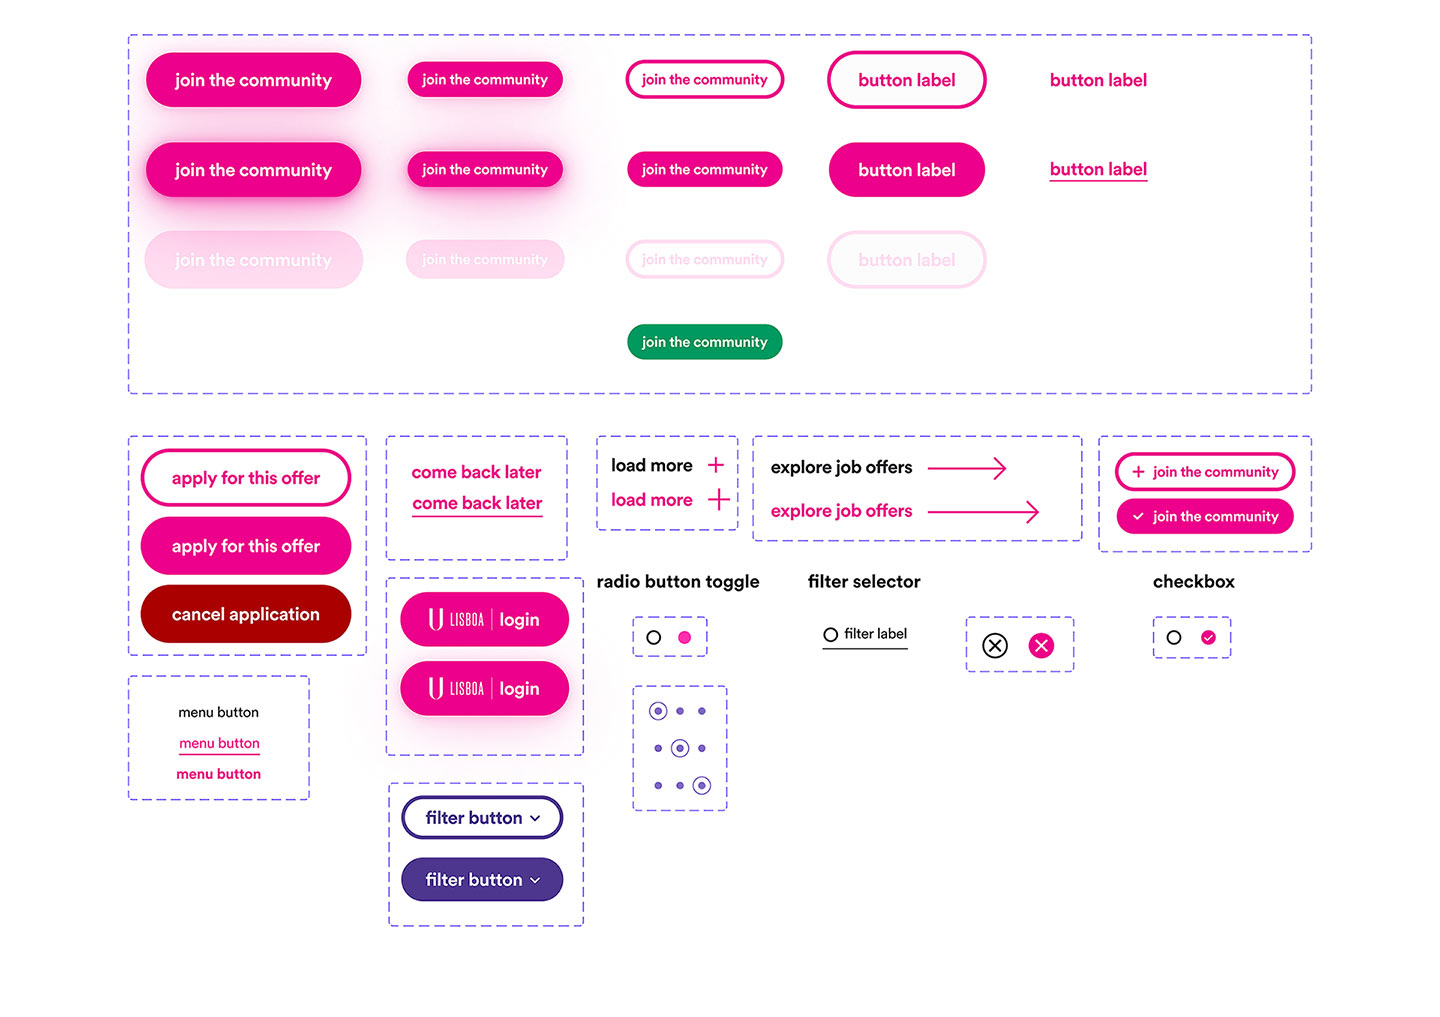 join the community
join the community
join the community
button label
button label
join the community
join the community
join the community
button label
button label
join the community
join the community
join the community
button label
join the community
apply for this offer
apply for this offer
cancel application
come back later
come back later
load more
load more
explore job offers
explore job offers
join the community
join the community
radio button toggle
filter selector
checkbox
filter label
LISBOA login
LISBOA login
menu button
menu button
menu button
filter button
filter button